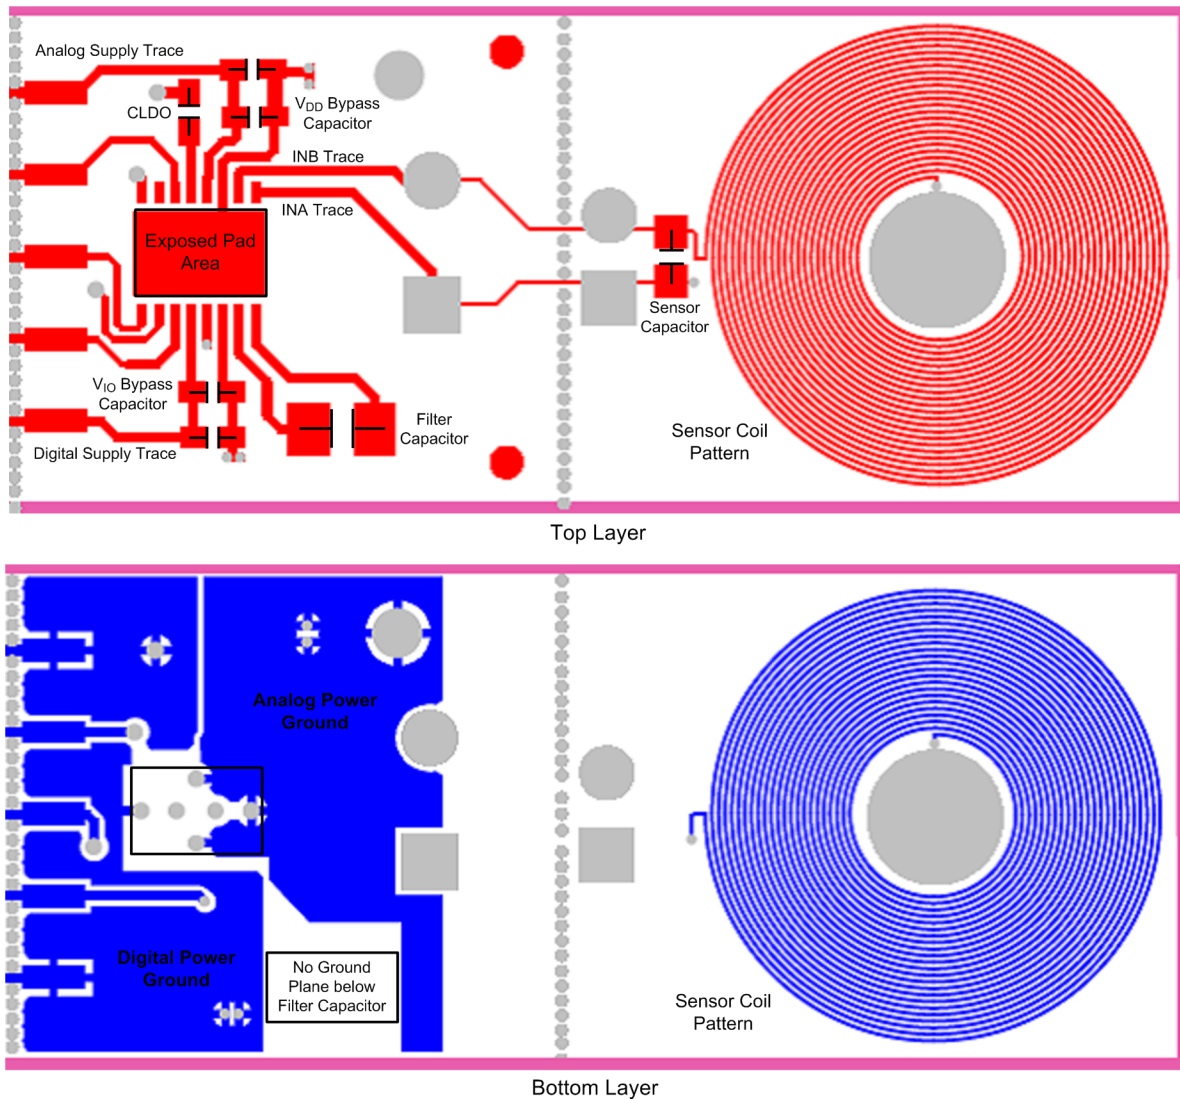 Analog Supply Trace
CLDO
V_DD Bypass
Capacitor
INB Trace
INA Trace
Exposed Pad
Area
Sensor
Capacitor
V_IO Bypass
Capacitor
Filter
Capacitor
Digital Supply Trace
Sensor Coil
Pattern
Top Layer
Analog Power
Ground
Digital Power
Ground
No Ground
Plane below
Filter Capacitor
Sensor Coil
Pattern
Bottom Layer